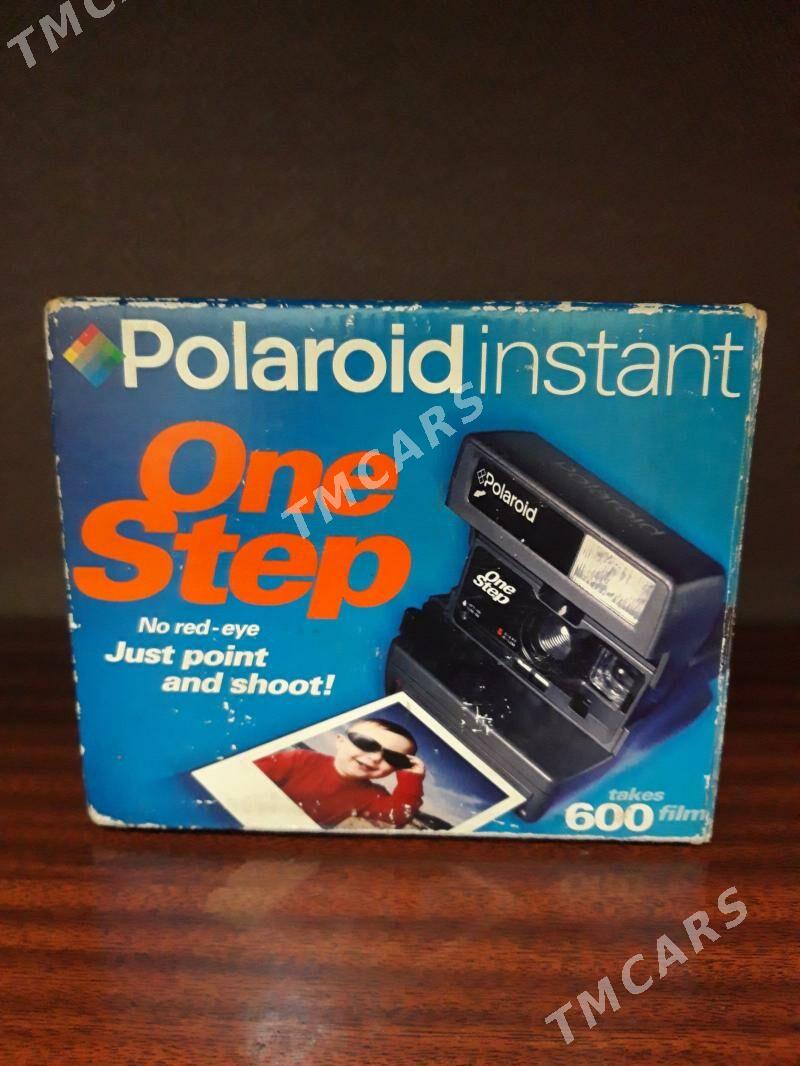 TMCARS
Polaroid instant
One
Step
TMCARS
Polaroid
Polaroid
One
Step
No red-eye
Just point
and shoot!
takes
600 film
TMCARS